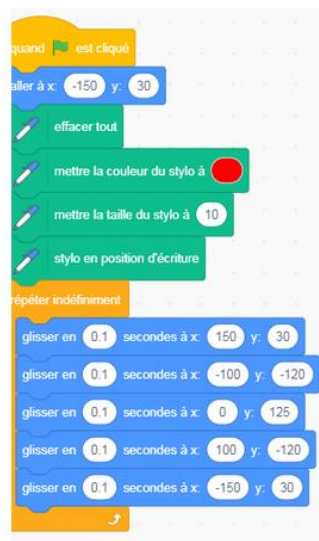 quand est cliqué
aller à x: -150 y: 30
effacer tout
mettre la couleur du stylo à
mettre la taille du stylo à 10
stylo en position d'écriture
répéter indéfiniment
glisser en 0.1 secondes à x: 150 y: 30
glisser en 0.1 secondes à x: -100 y: -120
glisser en 0.1 secondes à x: 0 y: 125
glisser en 0.1 secondes à x: 100 y: -120
glisser en 0.1 secondes à x: -150 y: 30